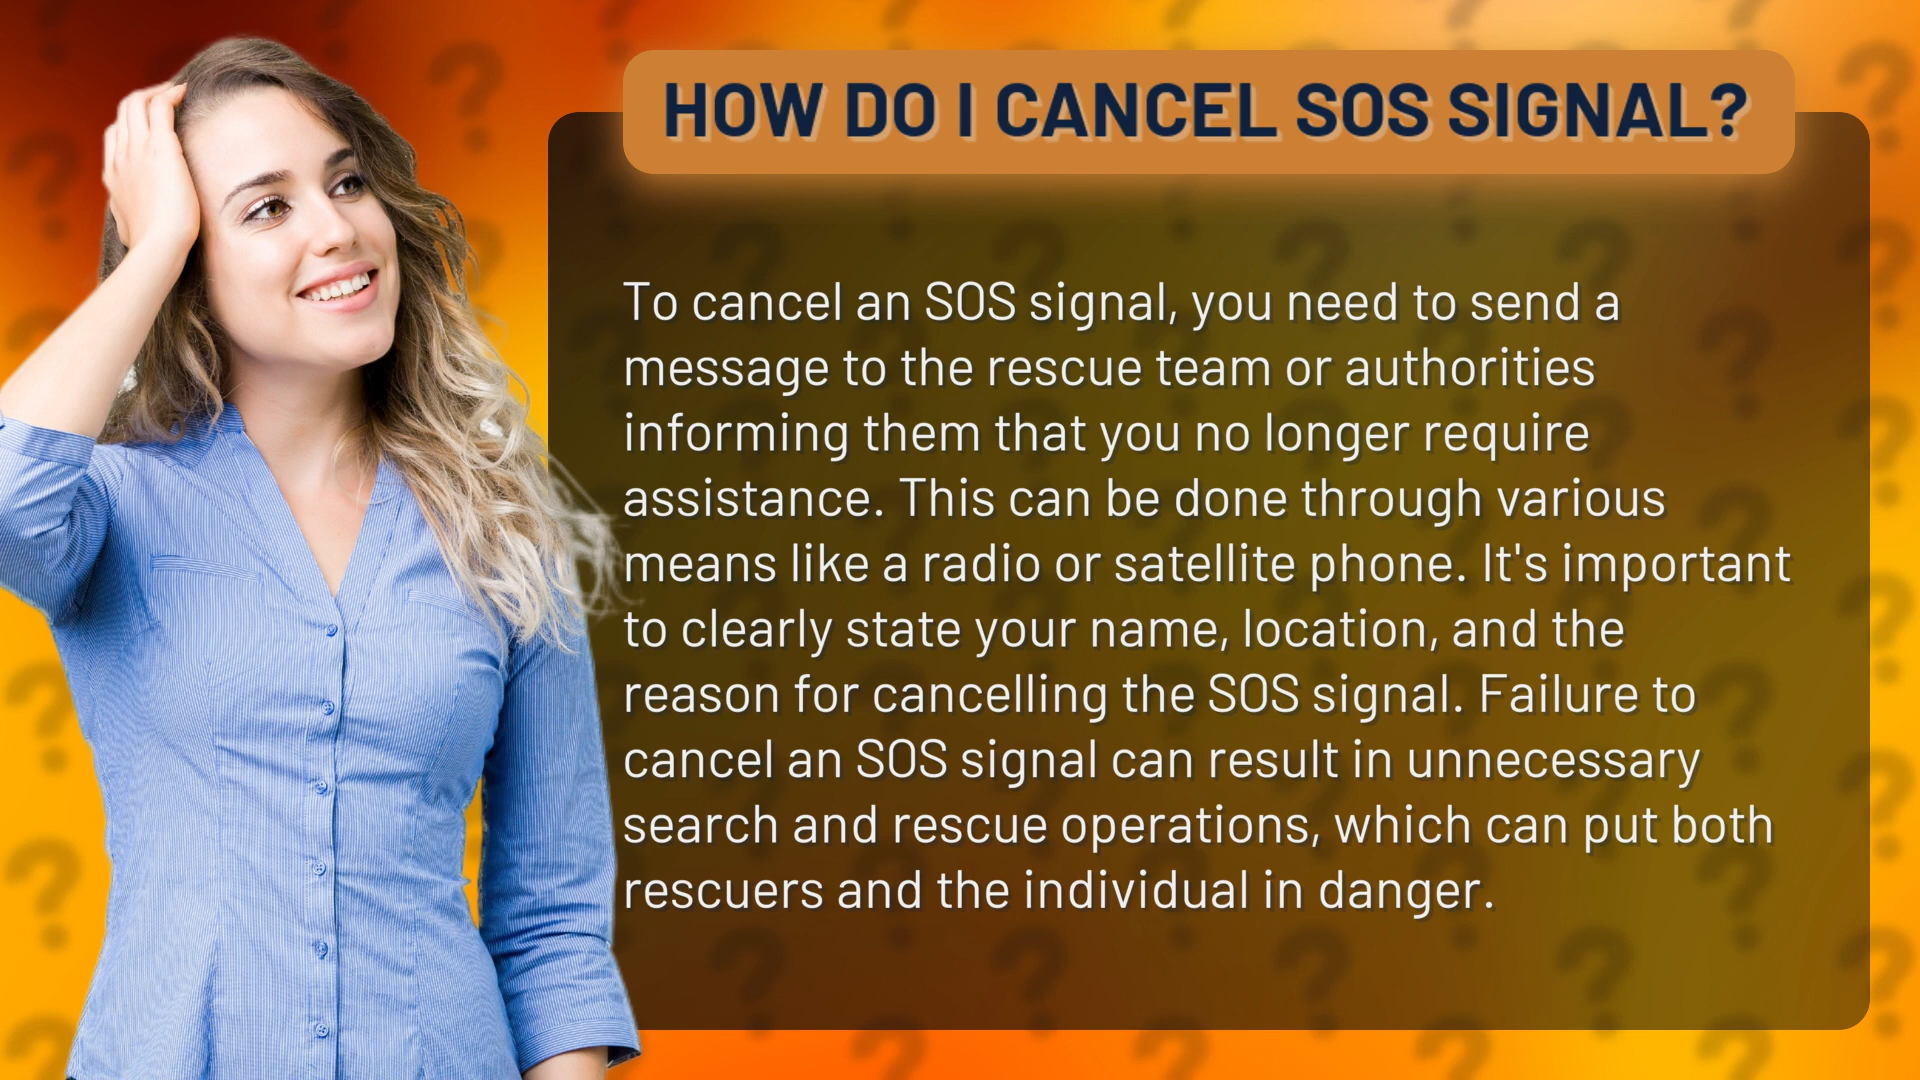 HOW DO I CANCEL SOS SIGNAL?
To cancel an SOS signal, you need to send a
message to the rescue team or authorities
informing them that you no longer require
assistance. This can be done through various
means like a radio or satellite phone. It's important
to clearly state your name, location, and the
reason for cancelling the SOS signal. Failure to
cancel an SOS signal can result in unnecessary
search and rescue operations, which can put both
rescuers and the individual in danger.